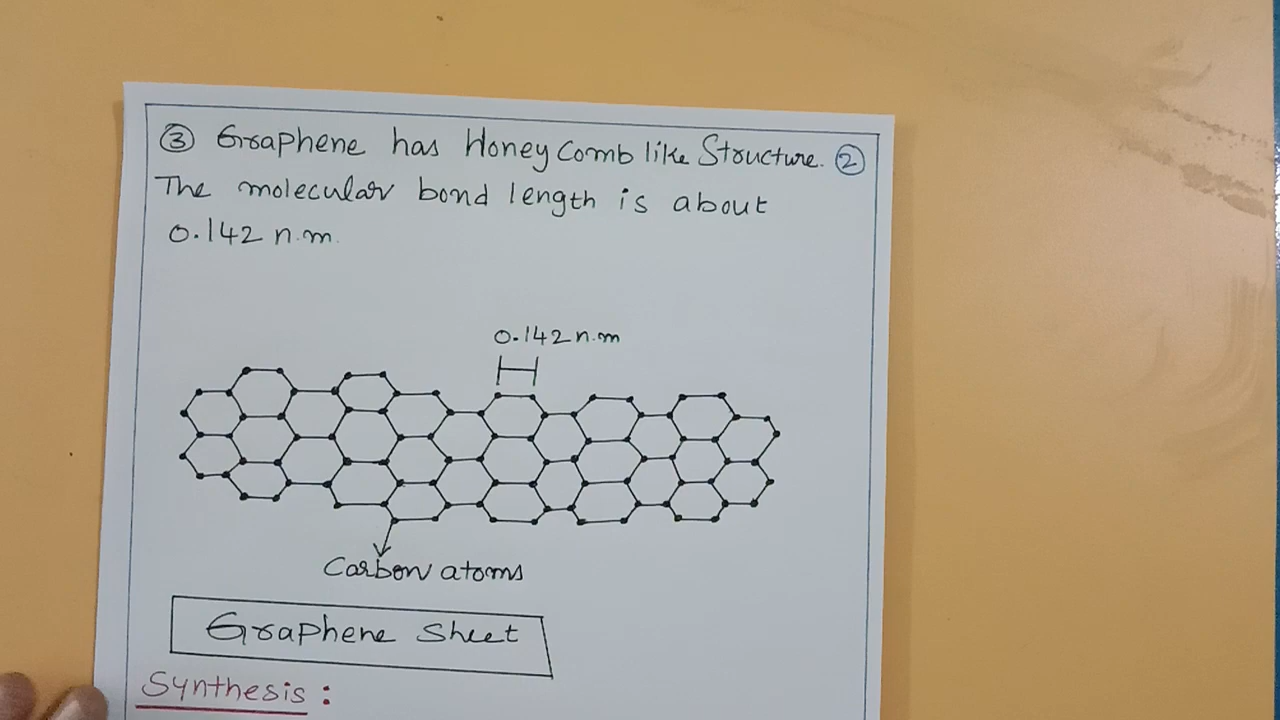 ③ Graphene has Honey Comb like Structure. ②
The molecular bond length is about
0.142 n.m.
0.142 n.m
Carbon atoms
Graphene Sheet
Synthesis :